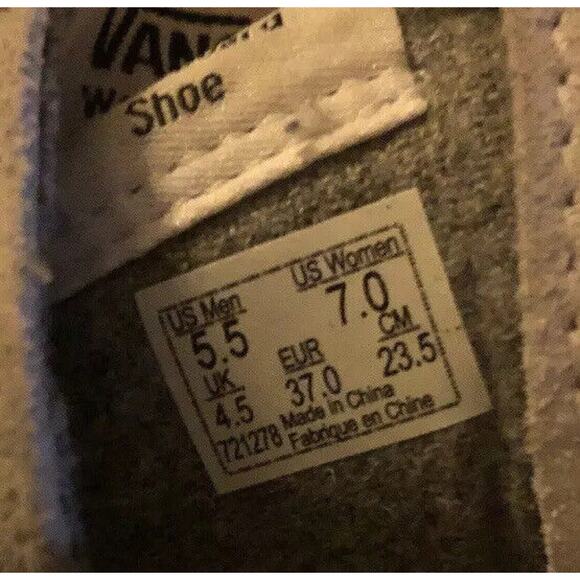 VANS
Shoe
US Men US Women
5.5 7.0
UK EUR CM
4.5 37.0 23.5
721278 Made in China
Fabriqué en Chine